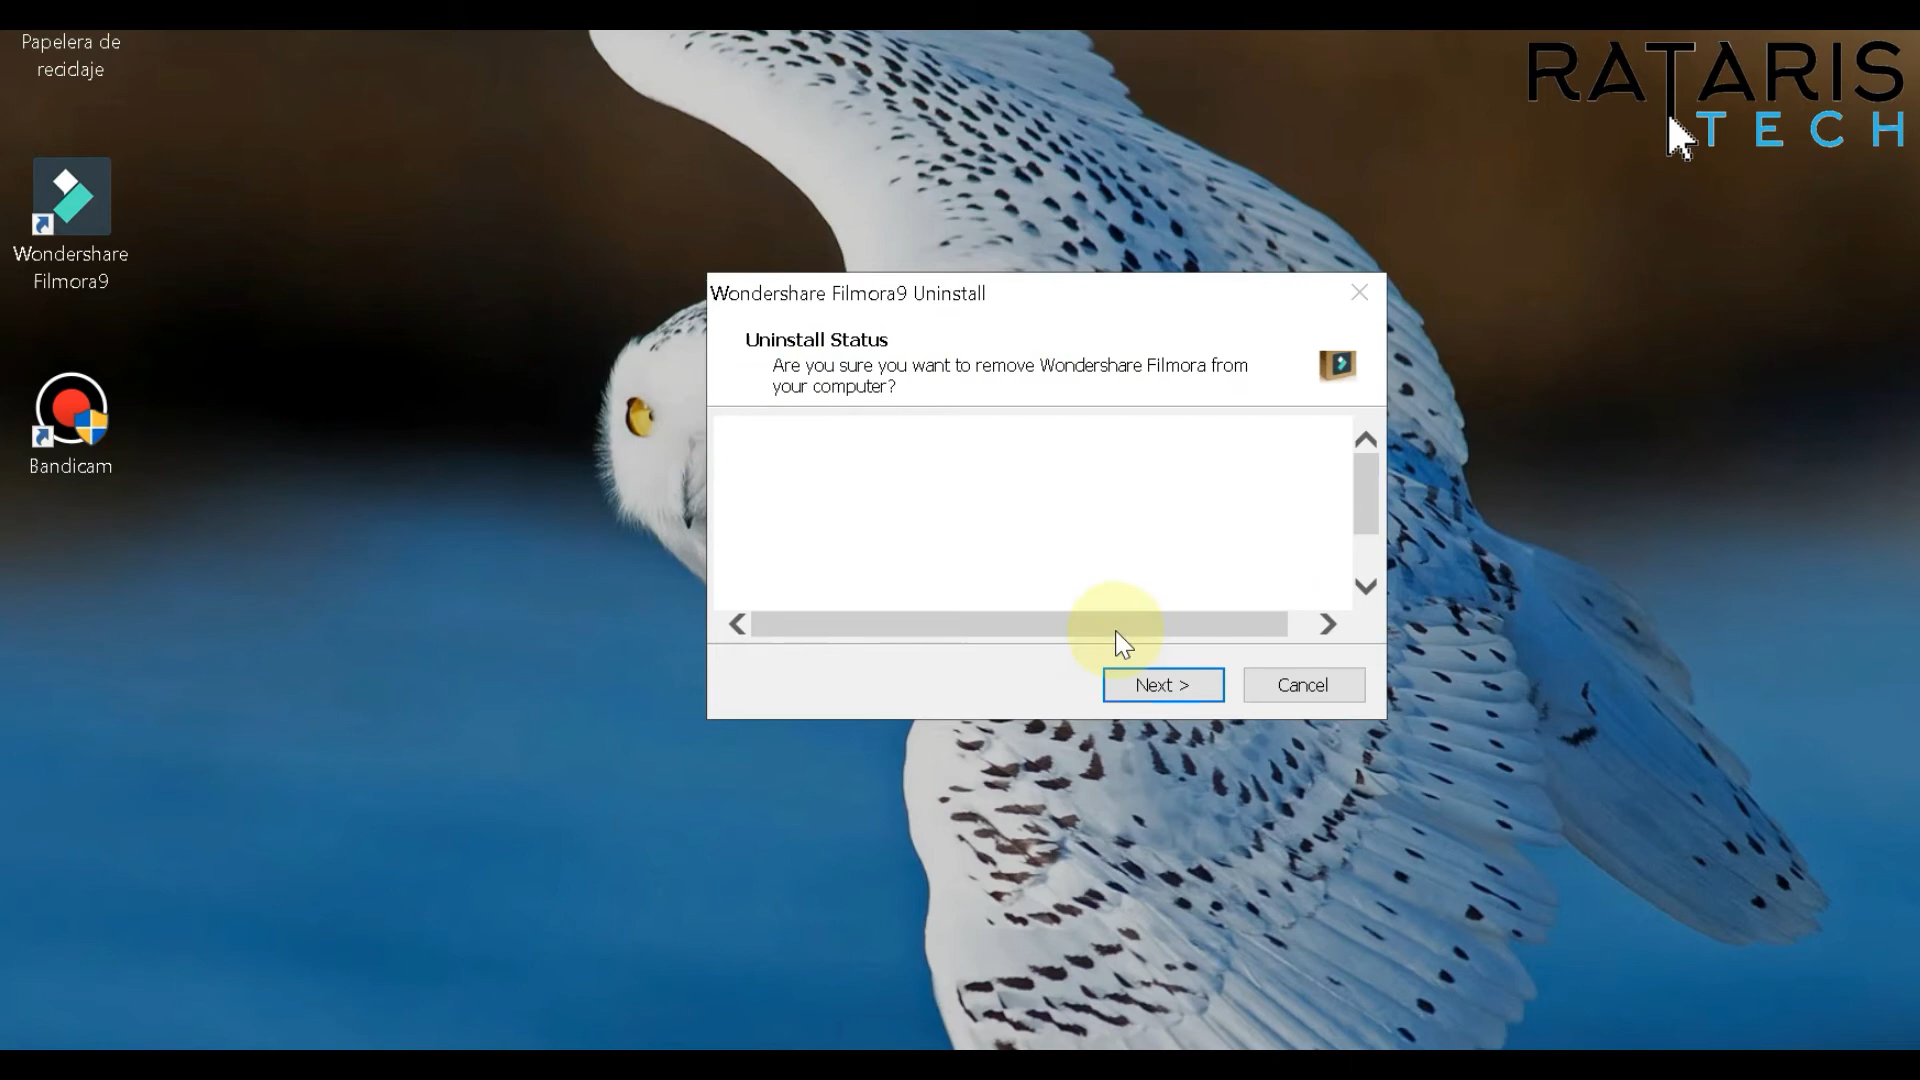 Papelera de
reciclaje
RATARIS
TECH
Wondershare
Filmora9
Wondershare Filmora9 Uninstall
Uninstall Status
Are you sure you want to remove Wondershare Filmora from
your computer?
Bandicam
Next >
Cancel